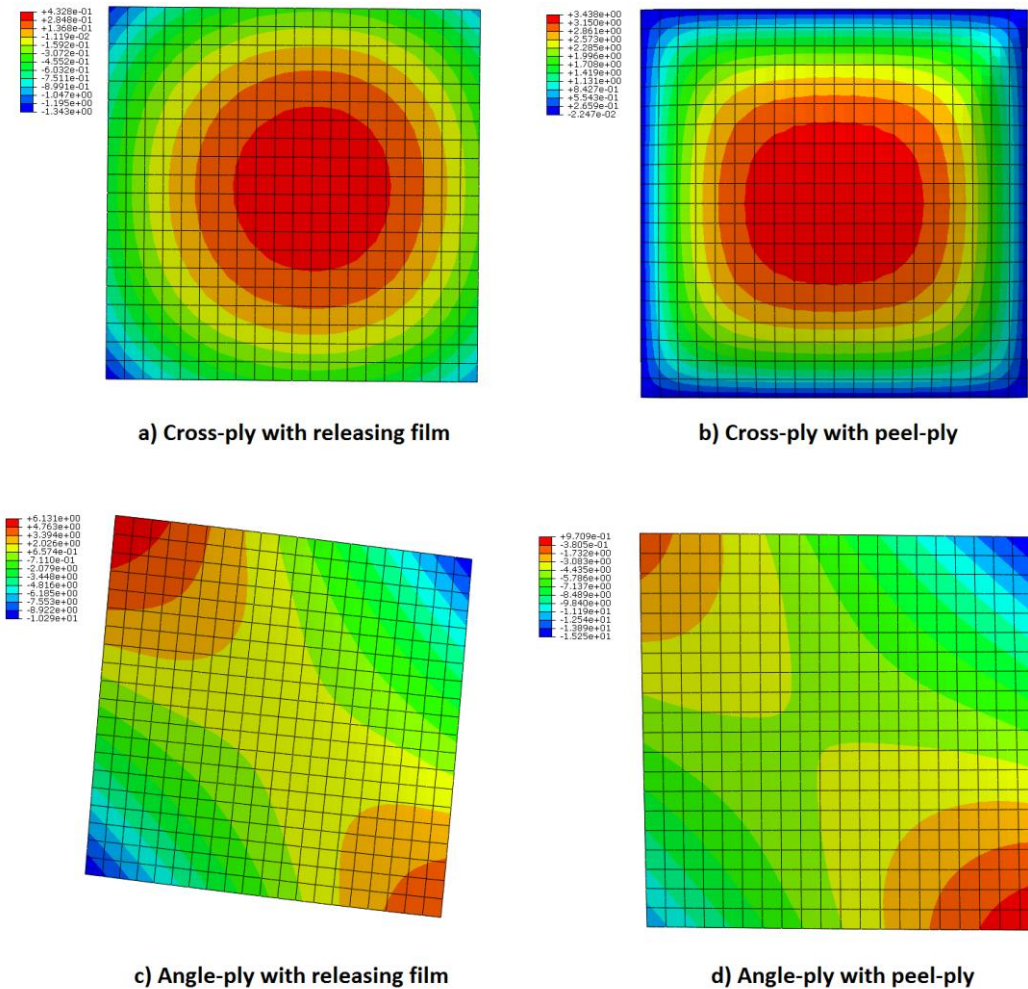 +4.328e-01
+2.848e-01
+1.368e-01
-1.119e-02
-1.592e-01
-3.072e-01
-4.552e-01
-6.032e-01
-7.511e-01
-8.991e-01
-1.047e+00
-1.195e+00
-1.343e+00
+3.438e+00
+3.150e+00
+2.861e+00
+2.573e+00
+2.285e+00
+1.996e+00
+1.708e+00
+1.419e+00
+1.131e+00
+8.427e-01
+5.543e-01
+2.659e-01
-2.247e-02
a) Cross-ply with releasing film
b) Cross-ply with peel-ply
+6.131e+00
+4.763e+00
+3.394e+00
+2.026e+00
+6.574e-01
-7.110e-01
-2.079e+00
-3.448e+00
-4.816e+00
-6.185e+00
-7.553e+00
-8.922e+00
-1.029e+01
+9.709e-01
-3.805e-01
-1.732e+00
-3.083e+00
-4.435e+00
-5.786e+00
-7.137e+00
-8.489e+00
-9.840e+00
-1.119e+01
-1.254e+01
-1.389e+01
-1.525e+01
c) Angle-ply with releasing film
d) Angle-ply with peel-ply